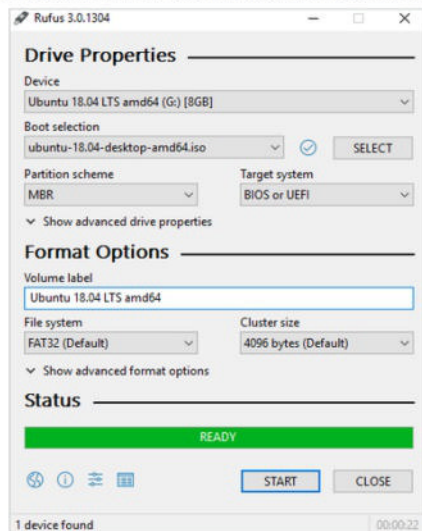 Rufus 3.0.1304
Drive Properties
Device
Ubuntu 18.04 LTS amd64 (G:) [8GB]
Boot selection
ubuntu-18.04-desktop-amd64.iso
SELECT
Partition scheme Target system
MBR BIOS or UEFI
Show advanced drive properties
Format Options
Volume label
Ubuntu 18.04 LTS amd64
File system Cluster size
FAT32 (Default) 4096 bytes (Default)
Show advanced format options
Status
READY
START CLOSE
1 device found 00:00:22